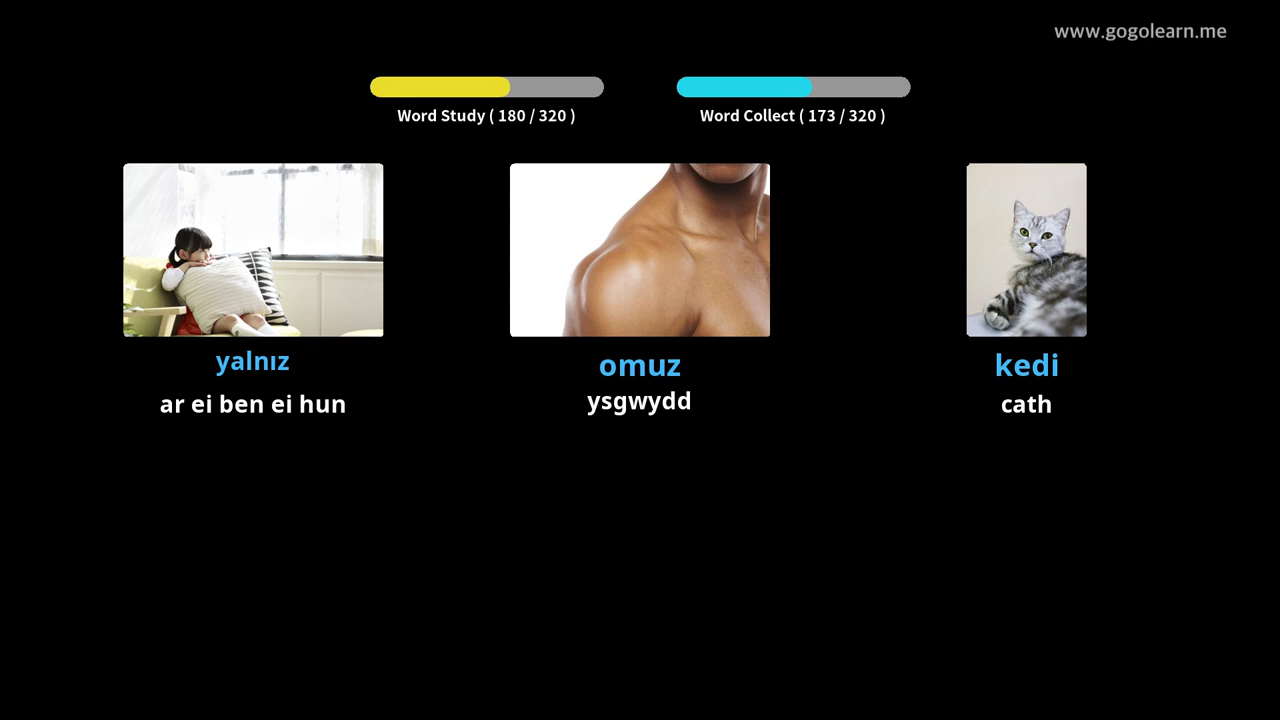 www.gogolearn.me
Word Study ( 180 / 320 )
Word Collect ( 173 / 320 )
yalnız
ar ei ben ei hun
omuz
ysgwydd
kedi
cath